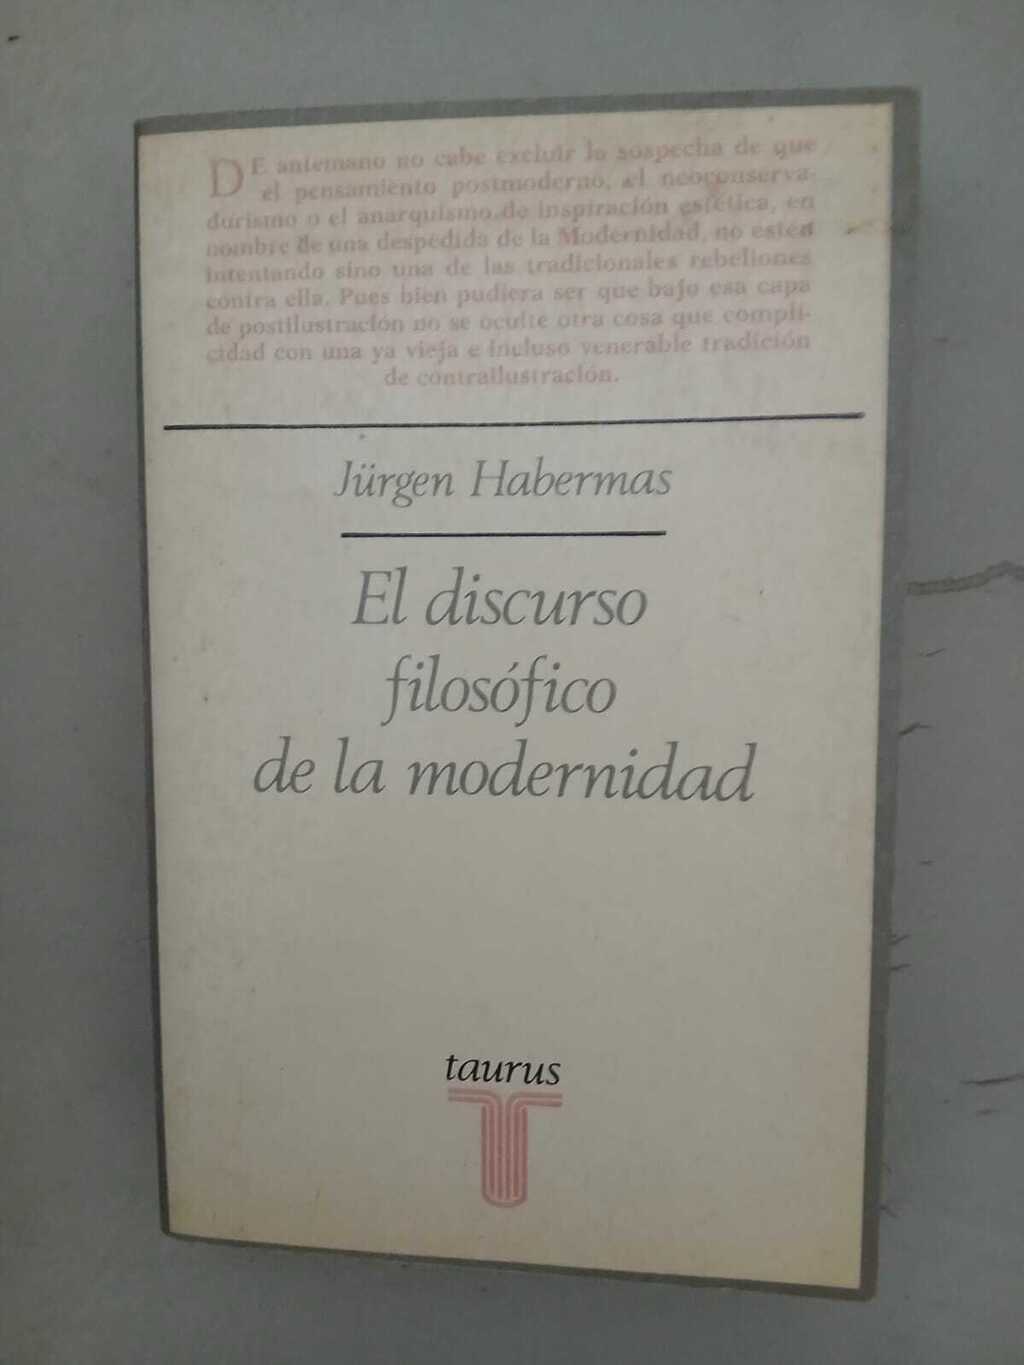 DE antemano no cabe excluir la sospecha de que
el pensamiento postmoderno, el neoconserva-
durismo o el anarquismo de inspiración estética, en
nombre de una despedida de la Modernidad, no estén
intentando sino una de las tradicionales rebeliones
contra ella. Pues bien pudiera ser que bajo esa capa
de postilustración no se oculte otra cosa que compli-
cidad con una ya vieja e incluso venerable tradición
de contrailustración.
Jürgen Habermas
El discurso
filosófico
de la modernidad
taurus